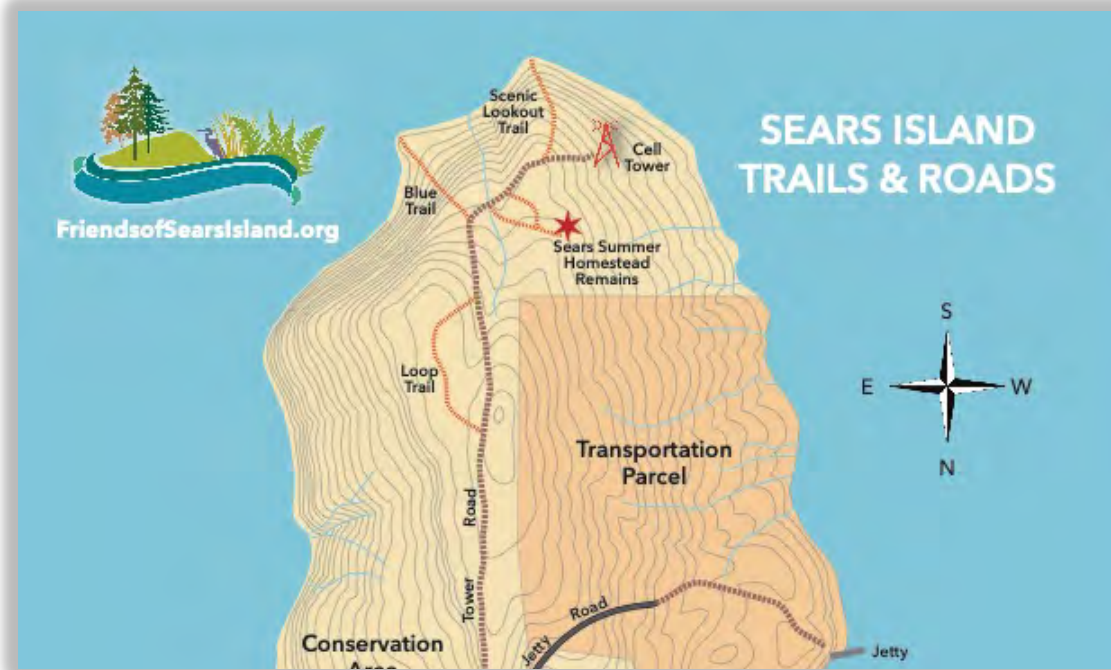 FriendsofSearsIsland.org
SEARS ISLAND
TRAILS & ROADS
Scenic
Lookout
Trail
Cell
Tower
Blue
Trail
Sears Summer
Homestead
Remains
S
E
W
N
Loop
Trail
Transportation
Parcel
Tower Road
Jetty Road
Jetty
Conservation
Area